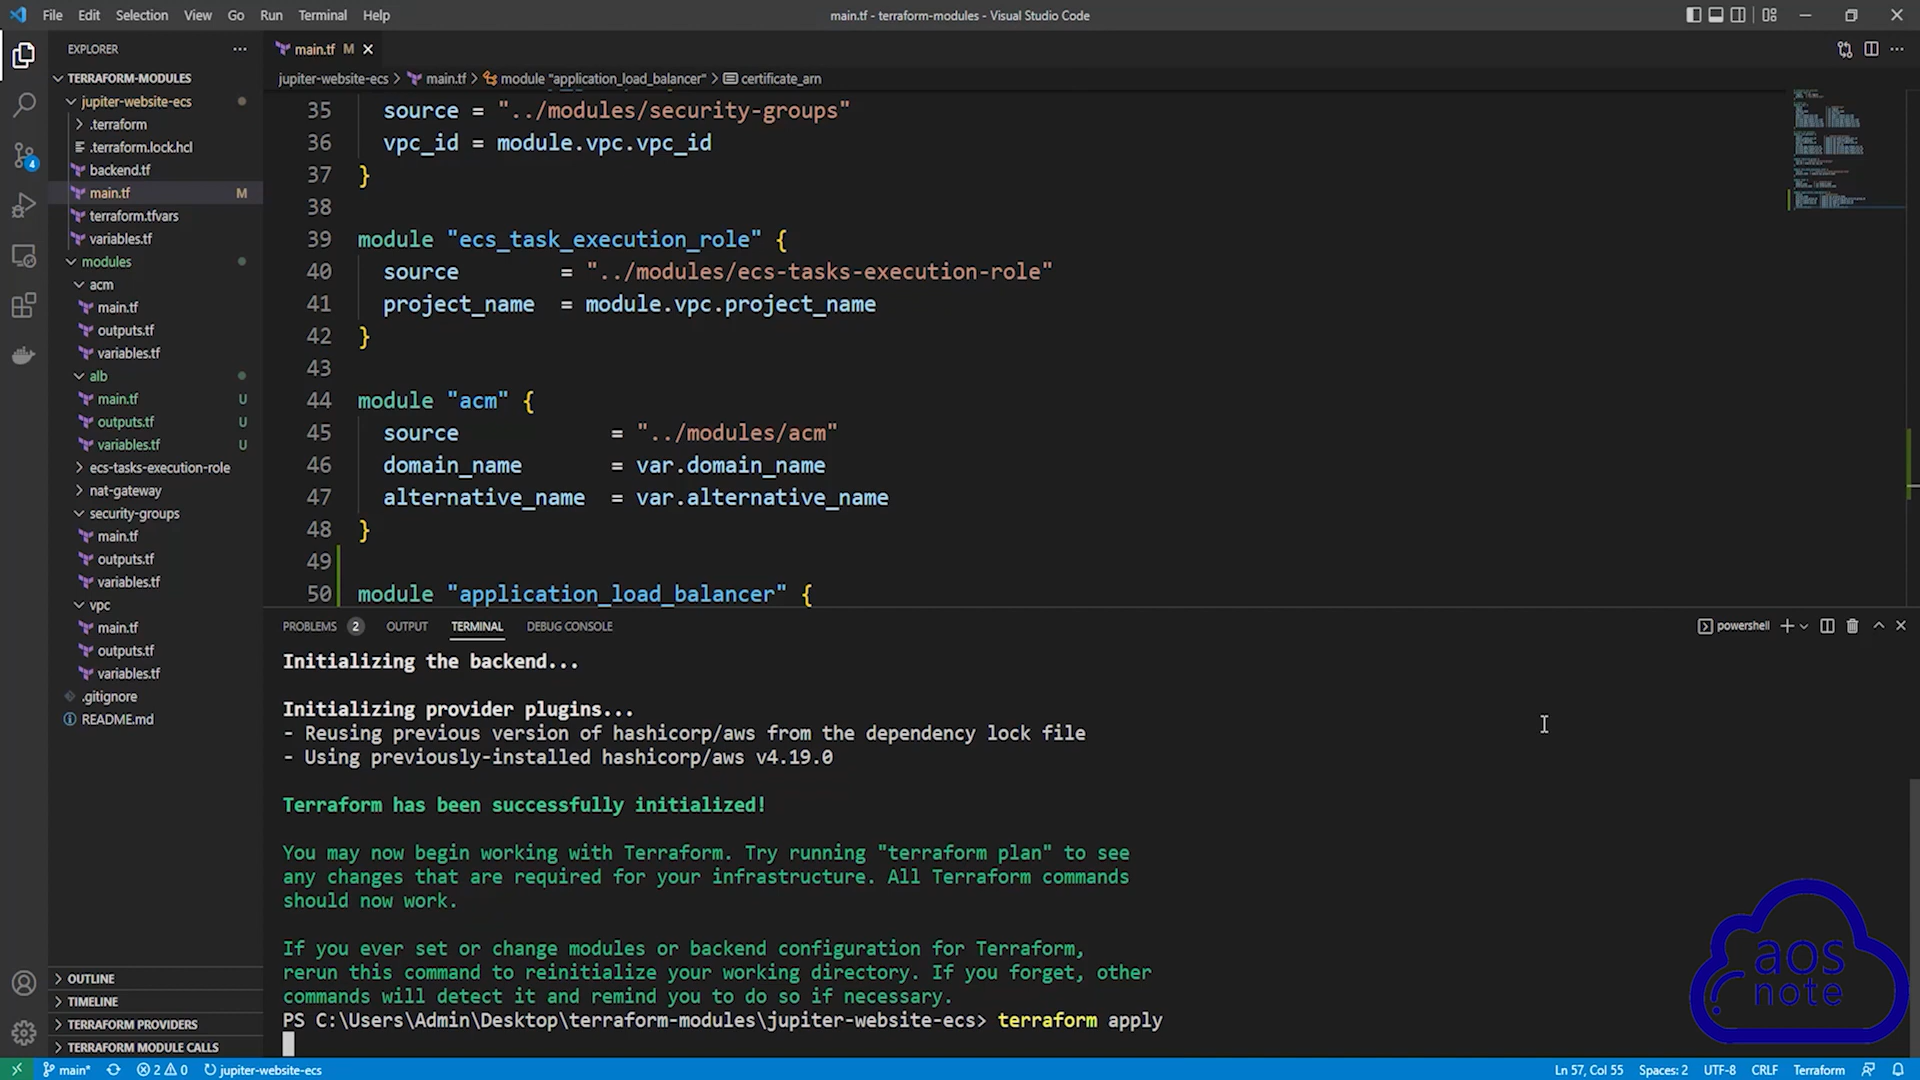 File Edit Selection View Go Run Terminal Help
main.tf - terraform-modules - Visual Studio Code
EXPLORER
TERRAFORM-MODULES
jupiter-website-ecs
.terraform
.terraform.lock.hcl
backend.tf
main.tf M
terraform.tfvars
variables.tf
modules
acm
main.tf
outputs.tf
variables.tf
alb
main.tf U
outputs.tf U
variables.tf U
ecs-tasks-execution-role
nat-gateway
security-groups
main.tf
outputs.tf
variables.tf
vpc
main.tf
outputs.tf
variables.tf
.gitignore
README.md
OUTLINE
TIMELINE
TERRAFORM PROVIDERS
TERRAFORM MODULE CALLS
4
main.tf M
jupiter-website-ecs > main.tf > module "application_load_balancer" > certificate_arn
35 source = "../modules/security-groups"
36 vpc_id = module.vpc.vpc_id
37 }
38
39 module "ecs_task_execution_role" {
40 source = "../modules/ecs-tasks-execution-role"
41 project_name = module.vpc.project_name
42 }
43
44 module "acm" {
45 source = "../modules/acm"
46 domain_name = var.domain_name
47 alternative_name = var.alternative_name
48 }
49
50 module "application_load_balancer" {
PROBLEMS 2 OUTPUT TERMINAL DEBUG CONSOLE
powershell
Initializing the backend...
Initializing provider plugins...
- Reusing previous version of hashicorp/aws from the dependency lock file
- Using previously-installed hashicorp/aws v4.19.0
Terraform has been successfully initialized!
You may now begin working with Terraform. Try running "terraform plan" to see
any changes that are required for your infrastructure. All Terraform commands
should now work.
If you ever set or change modules or backend configuration for Terraform,
rerun this command to reinitialize your working directory. If you forget, other
commands will detect it and remind you to do so if necessary.
PS C:\Users\Admin\Desktop\terraform-modules\jupiter-website-ecs> terraform apply
aos
note
main* 2 0 jupiter-website-ecs
Ln 57, Col 55 Spaces: 2 UTF-8 CRLF Terraform